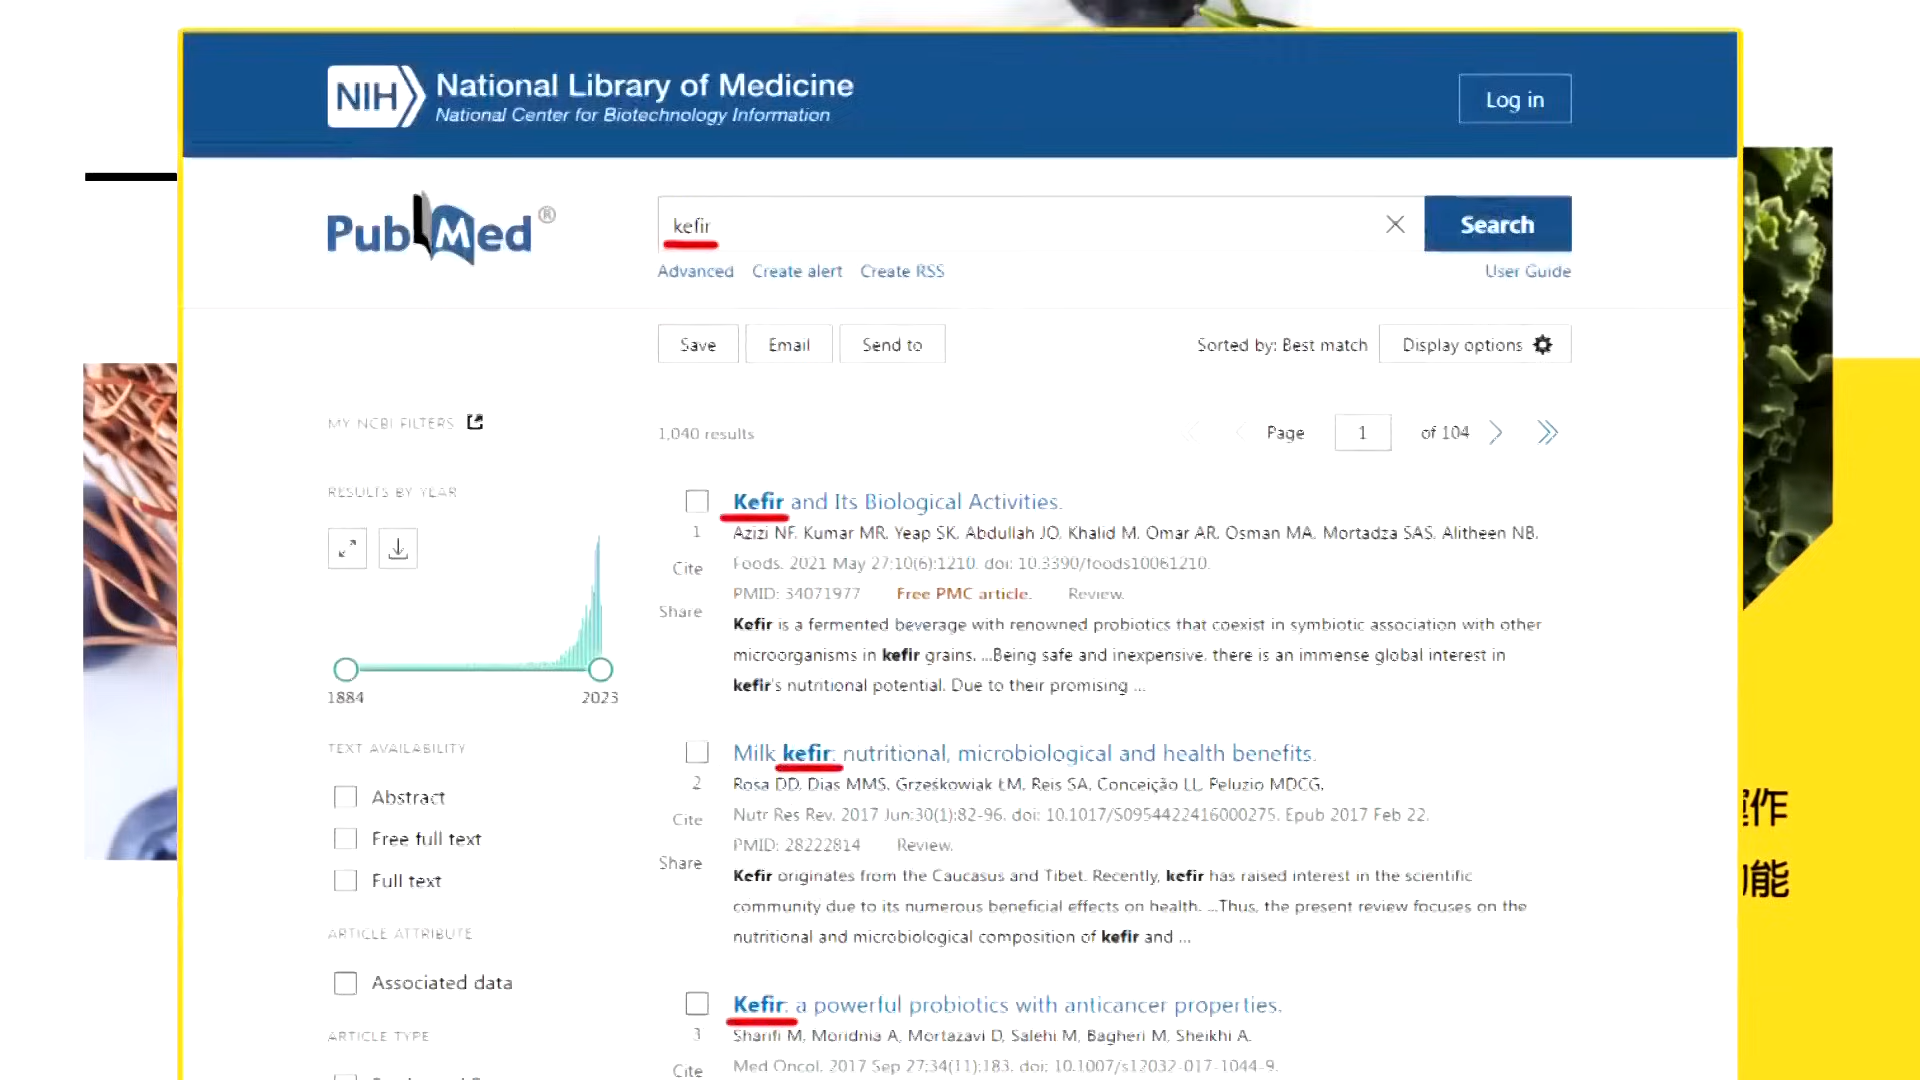 NIH National Library of Medicine
National Center for Biotechnology Information
Log in
PubMed®
kefir
Search
Advanced Create alert Create RSS
User Guide
Save Email Send to
Sorted by: Best match Display options
MY NCBI FILTERS
1,040 results
Page 1 of 104
RESULTS BY YEAR
1884 2023
TEXT AVAILABILITY
Abstract
Free full text
Full text
ARTICLE ATTRIBUTE
Associated data
ARTICLE TYPE
Kefir and Its Biological Activities.
1
Azizi NF, Kumar MR, Yeap SK, Abdullah JO, Khalid M, Omar AR, Osman MA, Mortadza SAS, Alitheen NB.
Cite
Foods. 2021 May 27;10(6):1210. doi: 10.3390/foods10061210.
PMID: 34071977 Free PMC article. Review.
Share
Kefir is a fermented beverage with renowned probiotics that coexist in symbiotic association with other
microorganisms in kefir grains. ...Being safe and inexpensive, there is an immense global interest in
kefir's nutritional potential. Due to their promising ...
Milk kefir: nutritional, microbiological and health benefits.
2
Rosa DD, Dias MMS, Grześkowiak ŁM, Reis SA, Conceição LL, Peluzio MDCG.
Cite
Nutr Res Rev. 2017 Jun;30(1):82-96. doi: 10.1017/S0954422416000275. Epub 2017 Feb 22.
PMID: 28222814 Review.
Share
Kefir originates from the Caucasus and Tibet. Recently, kefir has raised interest in the scientific
community due to its numerous beneficial effects on health. ...Thus, the present review focuses on the
nutritional and microbiological composition of kefir and ...
Kefir: a powerful probiotics with anticancer properties.
3
Sharifi M, Moridnia A, Mortazavi D, Salehi M, Bagheri M, Sheikhi A.
Cite
Med Oncol. 2017 Sep 27;34(11):183. doi: 10.1007/s12032-017-1044-9.
作
能